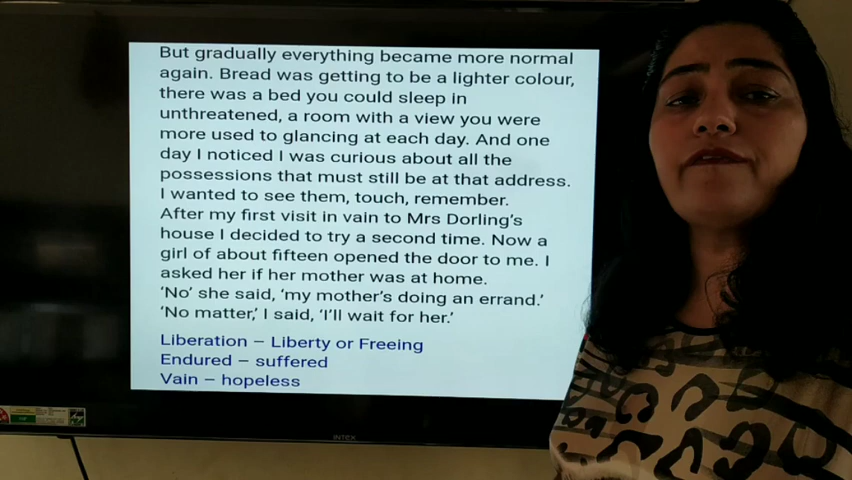 But gradually everything became more normal
again. Bread was getting to be a lighter colour,
there was a bed you could sleep in
unthreatened, a room with a view you were
more used to glancing at each day. And one
day I noticed I was curious about all the
possessions that must still be at that address.
I wanted to see them, touch, remember.
After my first visit in vain to Mrs Dorling's
house I decided to try a second time. Now a
girl of about fifteen opened the door to me. I
asked her if her mother was at home.
'No' she said, 'my mother's doing an errand.'
'No matter,' I said, 'I'll wait for her.'
Liberation – Liberty or Freeing
Endured – suffered
Vain – hopeless
INTEX